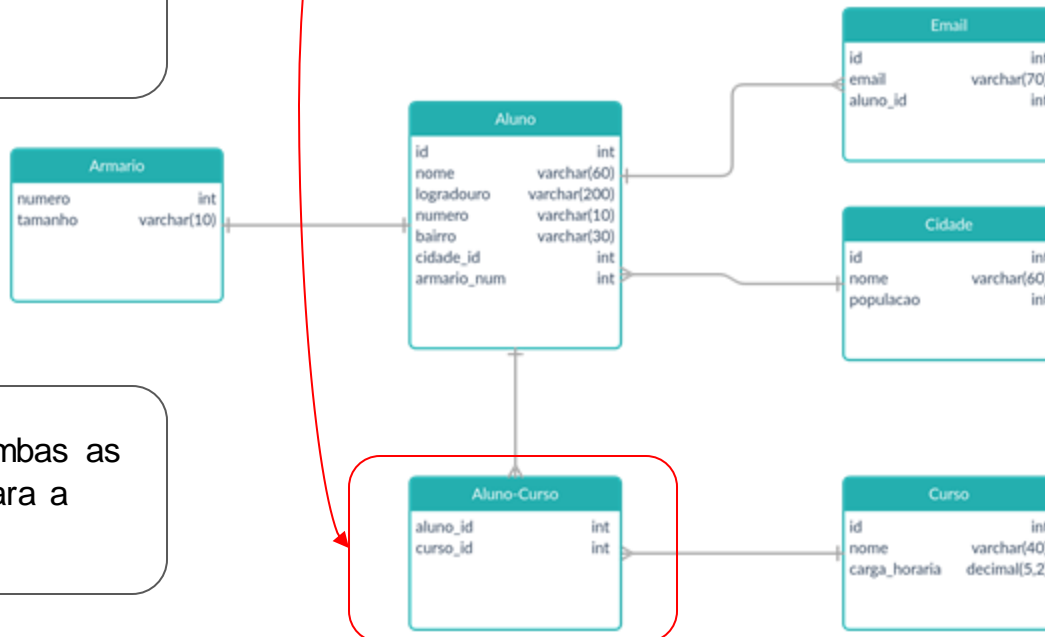 Email
id int
email varchar(70)
aluno_id int
Aluno
id int
nome varchar(60)
logradouro varchar(200)
numero varchar(10)
bairro varchar(30)
cidade_id int
armario_num int
Armario
numero int
tamanho varchar(10)
Cidade
id int
nome varchar(60)
populacao int
mbas as
ara a
Aluno-Curso
aluno_id int
curso_id int
Curso
id int
nome varchar(40)
carga_horaria decimal(5,2